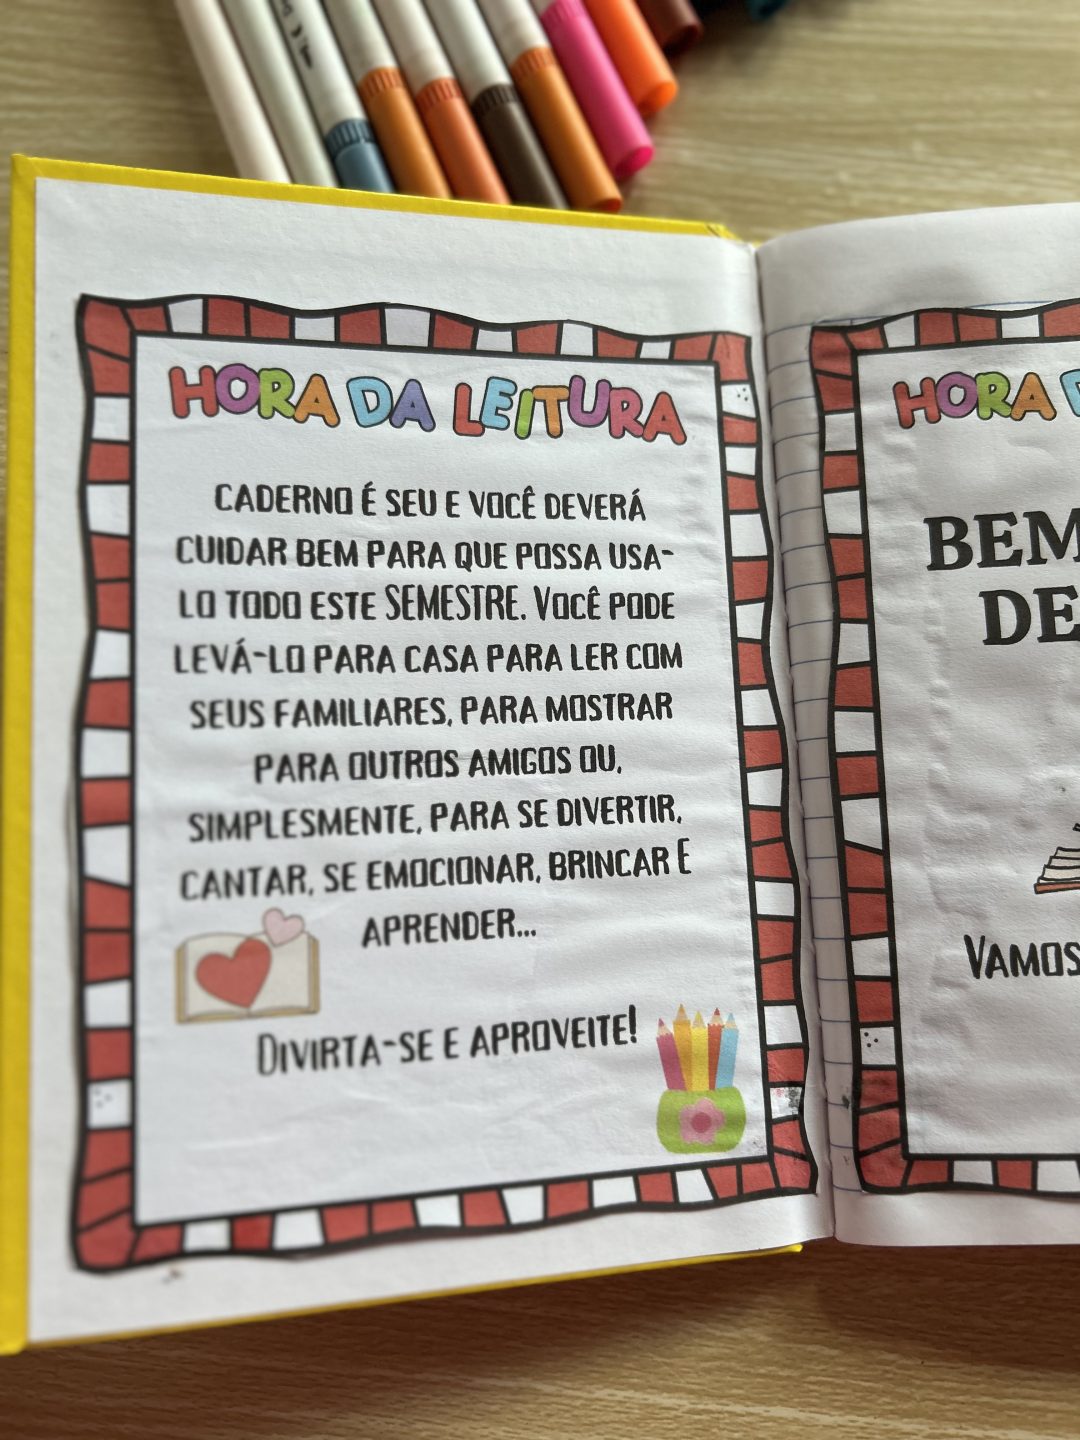 HORA DA LEITURA
CADERNO É SEU E VOCÊ DEVERÁ
CUIDAR BEM PARA QUE POSSA USA-
LO TODO ESTE SEMESTRE. VOCÊ PODE
LEVÁ-LO PARA CASA PARA LER COM
SEUS FAMILIARES, PARA MOSTRAR
PARA OUTROS AMIGOS OU,
SIMPLESMENTE, PARA SE DIVERTIR,
CANTAR, SE EMOCIONAR, BRINCAR E
APRENDER...
DIVIRTA-SE E APROVEITE!
HORA D
BEM
DE
VAMOS